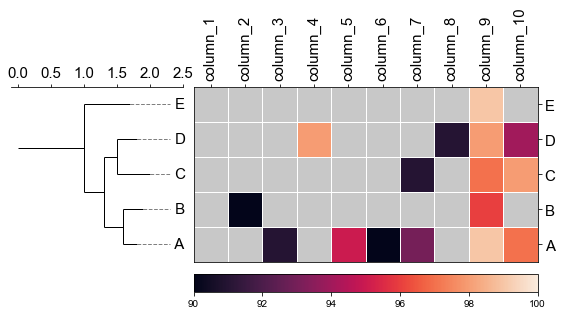 column_1 column_2 column_3 column_4 column_5 column_6 column_7 column_8 column_9 column_10
0.0 0.5 1.0 1.5 2.0 2.5
E E
D D
C C
B B
A A
90 92 94 96 98 100